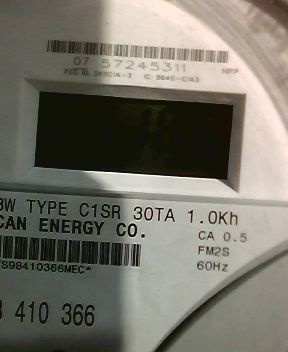 07 57245311
NPP
3W TYPE C1SR 30TA 1.0Kh
CAN ENERGY CO.
CA 0.5
FM2S
60Hz
S98410366MEC*
410 366